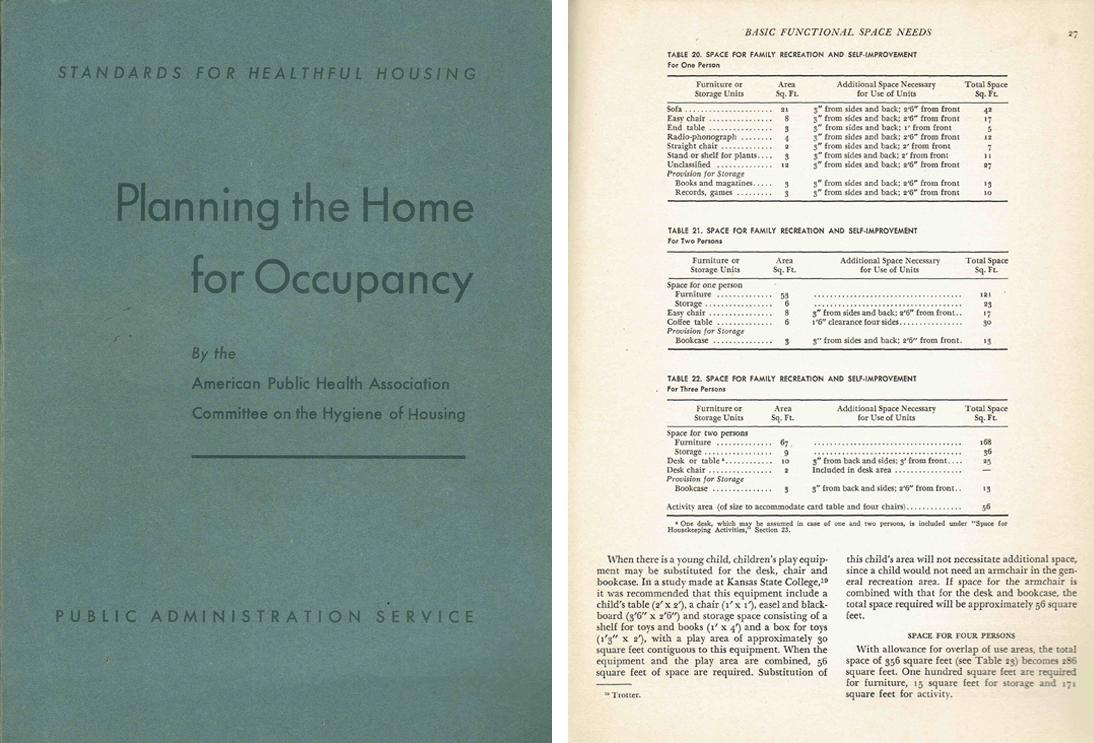 STANDARDS FOR HEALTHFUL HOUSING
Planning the Home
for Occupancy
By the
American Public Health Association
Committee on the Hygiene of Housing
PUBLIC ADMINISTRATION SERVICE
BASIC FUNCTIONAL SPACE NEEDS 27
TABLE 20. SPACE FOR FAMILY RECREATION AND SELF-IMPROVEMENT
For One Person
Furniture or Area Additional Space Necessary Total Space
Storage Units Sq. Ft. for Use of Units Sq. Ft.
Sofa ...................... 21 3" from sides and back; 2'6" from front 42
Easy chair ................ 8 3" from sides and back; 2'6" from front 17
End table ................ 3 3" from sides and back; 1' from front 5
Radio-phonograph ........ 4 3" from sides and back; 2'6" from front 12
Straight chair ............. 2 3" from sides and back; 2' from front 7
Stand or shelf for plants.... 3 3" from sides and back; 2' from front 11
Unclassified .............. 12 3" from sides and back; 2'6" from front 27
Provision for Storage
Books and magazines..... 3 3" from sides and back; 2'6" from front 13
Records, games ......... 3 3" from sides and back; 2'6" from front 10
TABLE 21. SPACE FOR FAMILY RECREATION AND SELF-IMPROVEMENT
For Two Persons
Furniture or Area Additional Space Necessary Total Space
Storage Units Sq. Ft. for Use of Units Sq. Ft.
Space for one person
Furniture .............. 53 ..................................... 121
Storage ................. 6 ..................................... 23
Easy chair ................ 8 3" from sides and back; 2'6" from front.. 17
Coffee table .............. 6 1'6" clearance four sides............... 30
Provision for Storage
Bookcase ............... 3 3" from sides and back; 2'6" from front. 13
TABLE 22. SPACE FOR FAMILY RECREATION AND SELF-IMPROVEMENT
For Three Persons
Furniture or Area Additional Space Necessary Total Space
Storage Units Sq. Ft. for Use of Units Sq. Ft.
Space for two persons
Furniture .............. 67 ..................................... 168
Storage ................. 9 ..................................... 36
Desk or table ª............ 10 3" from back and sides; 3' from front.... 25
Desk chair ................ 2 Included in desk area ................. —
Provision for Storage
Bookcase ............... 3 3" from back and sides; 2'6" from front.. 13
Activity area (of size to accommodate card table and four chairs)............. 56
ª One desk, which may be assumed in case of one and two persons, is included under "Space for
Housekeeping Activities," Section 25.
When there is a young child, children's play equip-
ment may be substituted for the desk, chair and
bookcase. In a study made at Kansas State College,¹⁹
it was recommended that this equipment include a
child's table (2' x 2'), a chair (1' x 1'), easel and black-
board (3'6" x 2'6") and storage space consisting of a
shelf for toys and books (1' x 4') and a box for toys
(1'3" x 2'), with a play area of approximately 30
square feet contiguous to this equipment. When the
equipment and the play area are combined, 56
square feet of space are required. Substitution of
¹⁹ Trotter.
this child's area will not necessitate additional space,
since a child would not need an armchair in the gen-
eral recreation area. If space for the armchair is
combined with that for the desk and bookcase, the
total space required will be approximately 56 square
feet.
SPACE FOR FOUR PERSONS
With allowance for overlap of use areas, the total
space of 356 square feet (see Table 23) becomes 286
square feet. One hundred square feet are required
for furniture, 15 square feet for storage and 171
square feet for activity.